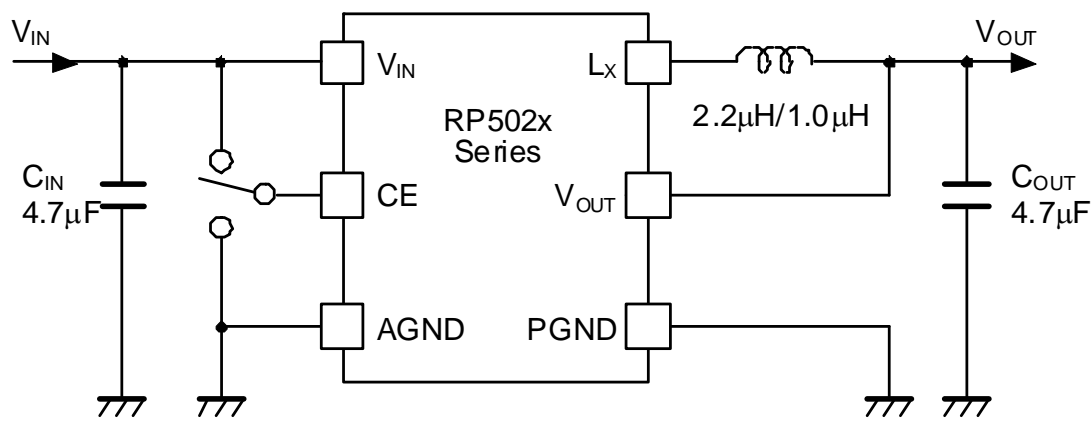 VIN
VOUT
VIN
LX
RP502x
Series
2.2µH/1.0µH
CIN
4.7µF
CE
VOUT
COUT
4.7µF
AGND
PGND